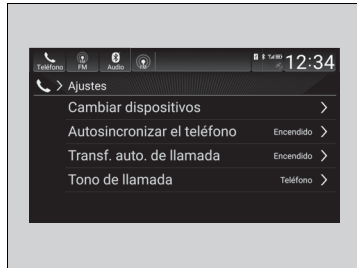 Teléfono FM Audio 12:34
> Ajustes
Cambiar dispositivos >
Autosincronizar el teléfono Encendido >
Transf. auto. de llamada Encendido >
Tono de llamada Teléfono >